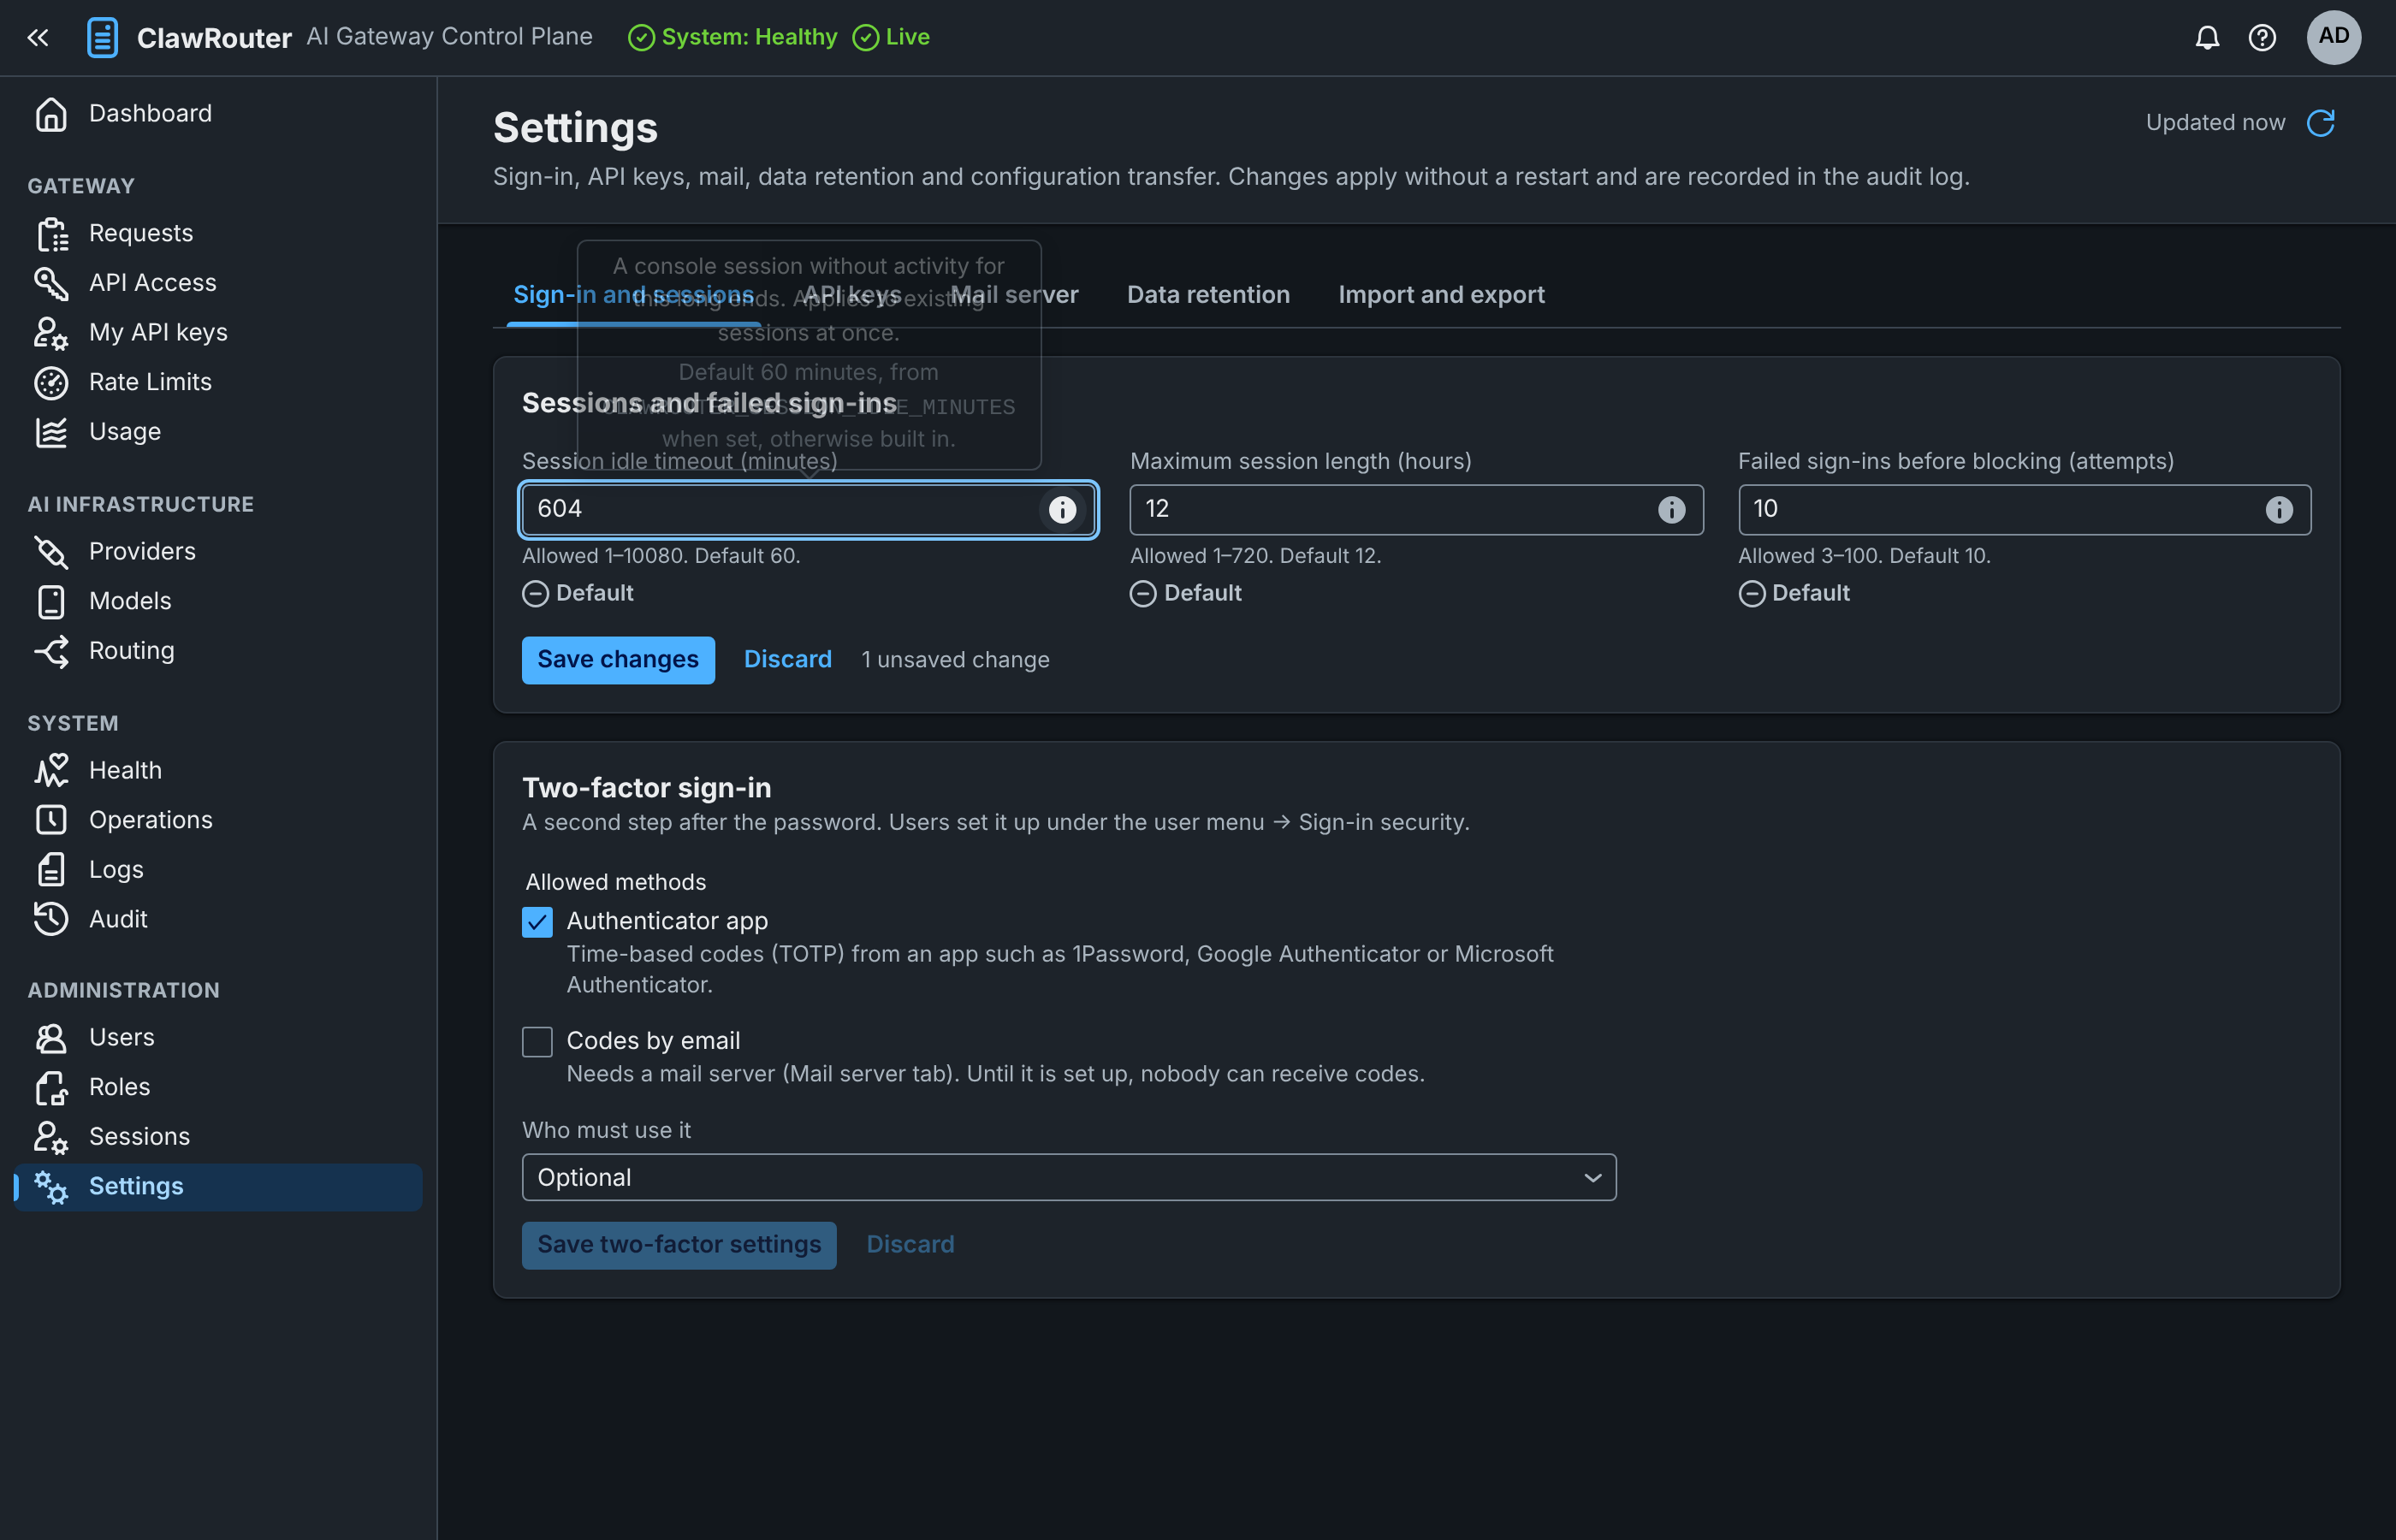 ClawRouter AI Gateway Control Plane System: Healthy Live AD
Dashboard
GATEWAY
Requests
API Access
My API keys
Rate Limits
Usage
AI INFRASTRUCTURE
Providers
Models
Routing
SYSTEM
Health
Operations
Logs
Audit
ADMINISTRATION
Users
Roles
Sessions
Settings
Settings
Updated now
Sign-in, API keys, mail, data retention and configuration transfer. Changes apply without a restart and are recorded in the audit log.
Sign-in and sessions API keys Mail server Data retention Import and export
A console session without activity for
this long ends. Applies to existing
sessions at once.
Default 60 minutes, from
CLAWROUTER_SESSION_IDLE_MINUTES
when set, otherwise built in.
Sessions and failed sign-ins
Session idle timeout (minutes) Maximum session length (hours) Failed sign-ins before blocking (attempts)
604 12 10
Allowed 1–10080. Default 60. Allowed 1–720. Default 12. Allowed 3–100. Default 10.
Default Default Default
Save changes Discard 1 unsaved change
Two-factor sign-in
A second step after the password. Users set it up under the user menu → Sign-in security.
Allowed methods
Authenticator app
Time-based codes (TOTP) from an app such as 1Password, Google Authenticator or Microsoft
Authenticator.
Codes by email
Needs a mail server (Mail server tab). Until it is set up, nobody can receive codes.
Who must use it
Optional
Save two-factor settings Discard